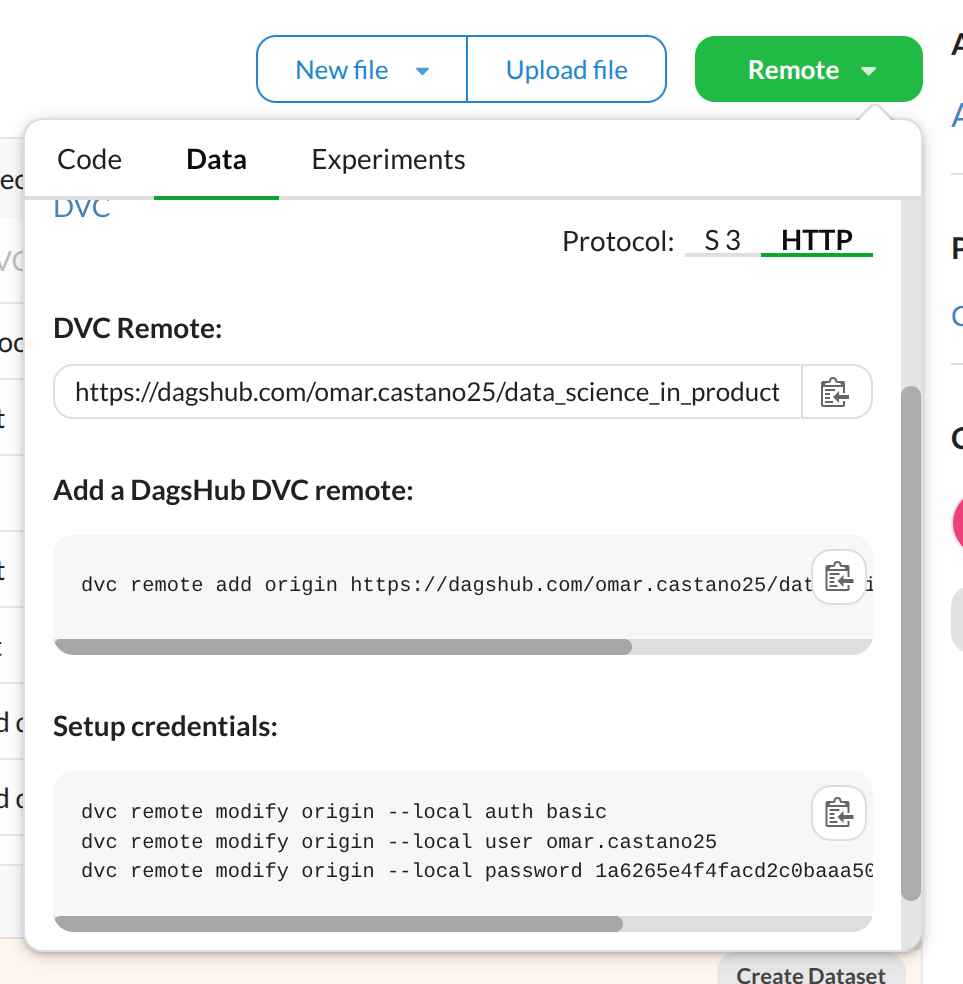 New file
Upload file
Remote
Code
Data
Experiments
DVC
Protocol:
S 3
HTTP
DVC Remote:
https://dagshub.com/omar.castano25/data_science_in_product
Add a DagsHub DVC remote:
dvc remote add origin https://dagshub.com/omar.castano25/dat
Setup credentials:
dvc remote modify origin --local auth basic
dvc remote modify origin --local user omar.castano25
dvc remote modify origin --local password 1a6265e4f4facd2c0baaa50
Create Dataset